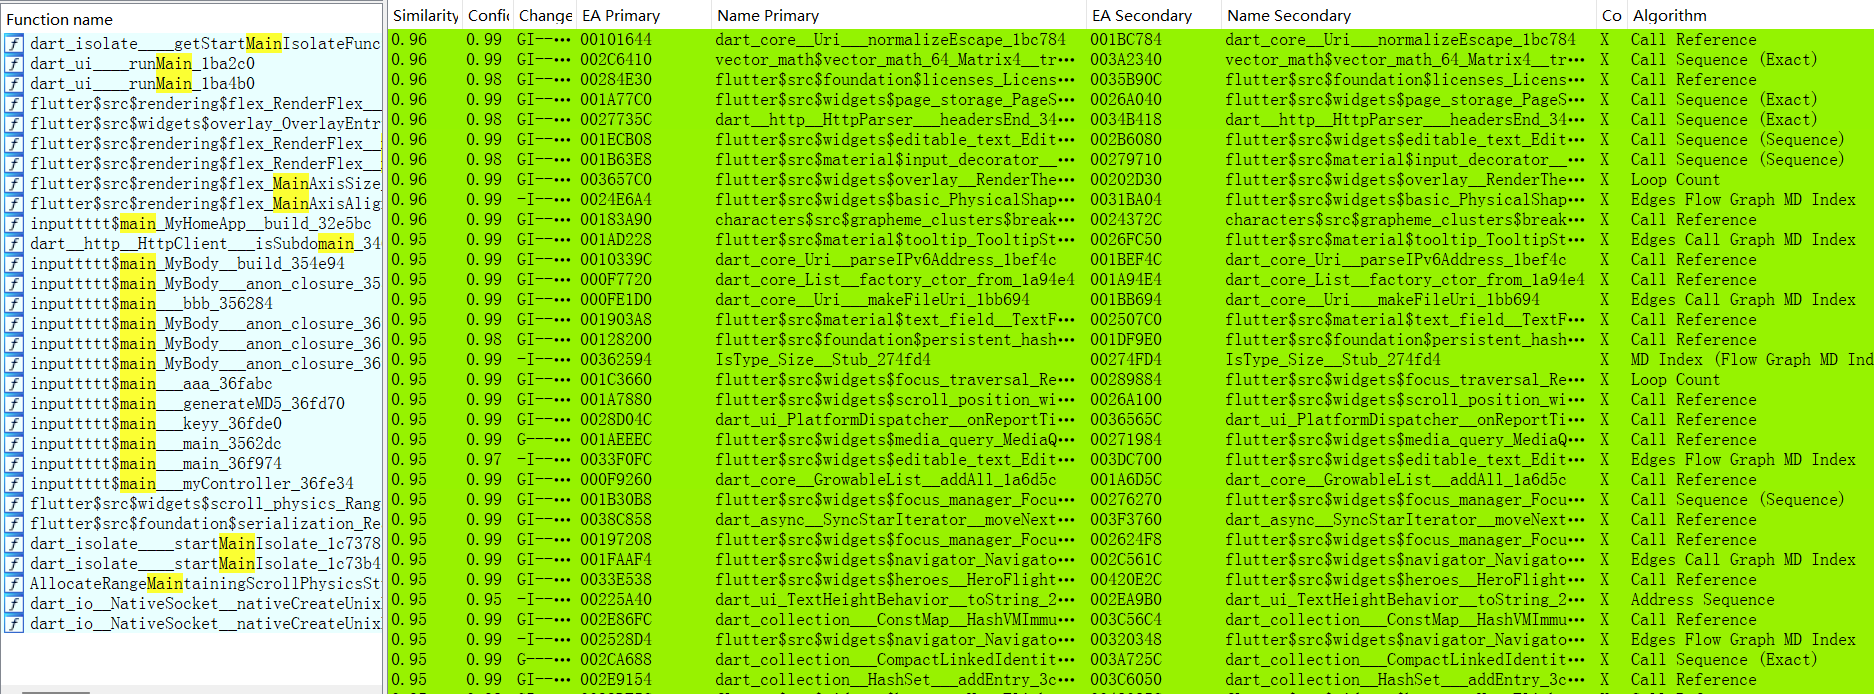 Function name
dart_isolate____getStartMainIsolateFunc
dart_ui____runMain_1ba2c0
dart_ui____runMain_1ba4b0
flutter$src$rendering$flex_RenderFlex__
flutter$src$widgets$overlay_OverlayEntr
flutter$src$rendering$flex_RenderFlex__
flutter$src$rendering$flex_RenderFlex__
flutter$src$rendering$flex_MainAxisSize
flutter$src$rendering$flex_MainAxisAlig
inputtttt$main_MyHomeApp__build_32e5bc
dart__http__HttpClient___isSubdomain_34
inputtttt$main_MyBody__build_354e94
inputtttt$main_MyBody___anon_closure_35
inputtttt$main___bbb_356284
inputtttt$main_MyBody___anon_closure_36
inputtttt$main_MyBody___anon_closure_36
inputtttt$main_MyBody___anon_closure_36
inputtttt$main___aaa_36fabc
inputtttt$main___generateMD5_36fd70
inputtttt$main___keyy_36fde0
inputtttt$main___main_3562dc
inputtttt$main___main_36f974
inputtttt$main___myController_36fe34
flutter$src$widgets$scroll_physics_Rang
flutter$src$foundation$serialization_Re
dart_isolate____startMainIsolate_1c7378
dart_isolate____startMainIsolate_1c73b4
AllocateRangeMaintainingScrollPhysicsSt
dart_io__NativeSocket__nativeCreateUnix
dart_io__NativeSocket__nativeCreateUnix
Similarity Confi Change EA Primary Name Primary EA Secondary Name Secondary Co Algorithm
0.96 0.99 GI--··· 00101644 dart_core__Uri___normalizeEscape_1bc784 001BC784 dart_core__Uri___normalizeEscape_1bc784 X Call Reference
0.96 0.99 GI--··· 002C6410 vector_math$vector_math_64_Matrix4__tr··· 003A2340 vector_math$vector_math_64_Matrix4__tr··· X Call Sequence (Exact)
0.96 0.98 GI--··· 00284E30 flutter$src$foundation$licenses_Licens··· 0035B90C flutter$src$foundation$licenses_Licens··· X Call Reference
0.96 0.99 GI--··· 001A77C0 flutter$src$widgets$page_storage_PageS··· 0026A040 flutter$src$widgets$page_storage_PageS··· X Call Sequence (Exact)
0.96 0.98 GI--··· 0027735C dart__http__HttpParser___headersEnd_34··· 0034B418 dart__http__HttpParser___headersEnd_34··· X Call Sequence (Exact)
0.96 0.99 GI--··· 001ECB08 flutter$src$widgets$editable_text_Edit··· 002B6080 flutter$src$widgets$editable_text_Edit··· X Call Sequence (Sequence)
0.96 0.98 GI--··· 001B63E8 flutter$src$material$input_decorator__··· 00279710 flutter$src$material$input_decorator__··· X Call Sequence (Sequence)
0.96 0.99 GI--··· 003657C0 flutter$src$widgets$overlay__RenderThe··· 00202D30 flutter$src$widgets$overlay__RenderThe··· X Loop Count
0.96 0.99 -I--··· 0024E6A4 flutter$src$widgets$basic_PhysicalShap··· 0031BA04 flutter$src$widgets$basic_PhysicalShap··· X Edges Flow Graph MD Index
0.96 0.99 GI--··· 00183A90 characters$src$grapheme_clusters$break··· 0024372C characters$src$grapheme_clusters$break··· X Call Reference
0.96 0.99 GI--··· 001AD228 flutter$src$material$tooltip_TooltipSt··· 0026FC50 flutter$src$material$tooltip_TooltipSt··· X Edges Call Graph MD Index
0.95 0.99 GI--··· 0010339C dart_core_Uri__parseIPv6Address_1bef4c 001BEF4C dart_core_Uri__parseIPv6Address_1bef4c X Call Reference
0.95 0.99 GI--··· 000F7720 dart_core_List__factory_ctor_from_1a94e4 001A94E4 dart_core_List__factory_ctor_from_1a94e4 X Call Reference
0.95 0.99 GI--··· 000FE1D0 dart_core__Uri___makeFileUri_1bb694 001BB694 dart_core__Uri___makeFileUri_1bb694 X Edges Call Graph MD Index
0.95 0.99 GI--··· 001903A8 flutter$src$material$text_field__TextF··· 002507C0 flutter$src$material$text_field__TextF··· X Call Reference
0.95 0.98 GI--··· 00128200 flutter$src$foundation$persistent_hash··· 001DF9E0 flutter$src$foundation$persistent_hash··· X Call Reference
0.95 0.99 -I--··· 00362594 IsType_Size__Stub_274fd4 00274FD4 IsType_Size__Stub_274fd4 X MD Index (Flow Graph MD Ind
0.95 0.99 GI--··· 001C3660 flutter$src$widgets$focus_traversal_Re··· 00289884 flutter$src$widgets$focus_traversal_Re··· X Loop Count
0.95 0.99 GI--··· 001A7880 flutter$src$widgets$scroll_position_wi··· 0026A100 flutter$src$widgets$scroll_position_wi··· X Call Reference
0.95 0.99 GI--··· 0028D04C dart_ui_PlatformDispatcher__onReportTi··· 0036565C dart_ui_PlatformDispatcher__onReportTi··· X Call Reference
0.95 0.99 G---··· 001AEEEC flutter$src$widgets$media_query_MediaQ··· 00271984 flutter$src$widgets$media_query_MediaQ··· X Call Reference
0.95 0.97 -I--··· 0033F0FC flutter$src$widgets$editable_text_Edit··· 003DC700 flutter$src$widgets$editable_text_Edit··· X Edges Flow Graph MD Index
0.95 0.99 GI--··· 000F9260 dart_core__GrowableList__addAll_1a6d5c 001A6D5C dart_core__GrowableList__addAll_1a6d5c X Call Reference
0.95 0.99 GI--··· 001B30B8 flutter$src$widgets$focus_manager_Focu··· 00276270 flutter$src$widgets$focus_manager_Focu··· X Call Sequence (Sequence)
0.95 0.99 GI--··· 0038C858 dart_async__SyncStarIterator__moveNext··· 003F3760 dart_async__SyncStarIterator__moveNext··· X Call Reference
0.95 0.99 GI--··· 00197208 flutter$src$widgets$focus_manager_Focu··· 002624F8 flutter$src$widgets$focus_manager_Focu··· X Call Reference
0.95 0.99 GI--··· 001FAAF4 flutter$src$widgets$navigator_Navigato··· 002C561C flutter$src$widgets$navigator_Navigato··· X Edges Call Graph MD Index
0.95 0.99 GI--··· 0033E538 flutter$src$widgets$heroes__HeroFlight··· 00420E2C flutter$src$widgets$heroes__HeroFlight··· X Call Reference
0.95 0.95 -I--··· 00225A40 dart_ui_TextHeightBehavior__toString_2··· 002EA9B0 dart_ui_TextHeightBehavior__toString_2··· X Address Sequence
0.95 0.99 GI--··· 002E86FC dart_collection__ConstMap__HashVMImmu··· 003C56C4 dart_collection__ConstMap__HashVMImmu··· X Call Reference
0.95 0.99 -I--··· 002528D4 flutter$src$widgets$navigator_Navigato··· 00320348 flutter$src$widgets$navigator_Navigato··· X Edges Flow Graph MD Index
0.95 0.99 G---··· 002CA688 dart_collection___CompactLinkedIdentit··· 003A725C dart_collection___CompactLinkedIdentit··· X Call Sequence (Exact)
0.95 0.99 GI--··· 002E9154 dart_collection__HashSet__addEntry_3c··· 003C6050 dart_collection__HashSet__addEntry_3c··· X Call Reference